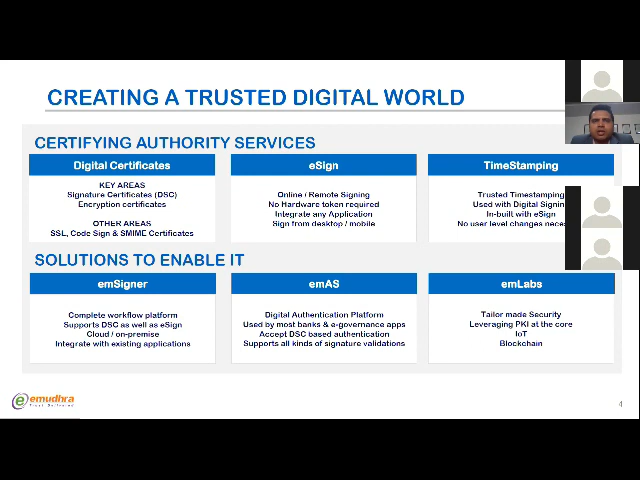 CREATING A TRUSTED DIGITAL WORLD
CERTIFYING AUTHORITY SERVICES
Digital Certificates
KEY AREAS
Signature Certificates (DSC)
Encryption certificates
OTHER AREAS
SSL, Code Sign & SMIME Certificates
eSign
Online / Remote Signing
No Hardware token required
Integrate any Application
Sign from desktop / mobile
TimeStamping
Trusted Timestamping
Used with Digital Signin
In-built with eSign
No user level changes
SOLUTIONS TO ENABLE IT
emSigner
Complete workflow platform
Supports DSC as well as eSign
Cloud / on-premise
Integrate with existing applications
emAS
Digital Authentication Platform
Used by most banks & e-governance apps
Accept DSC based authentication
Supports all kinds of signature validations
emLabs
Tailor made Security
Leveraging PKI at the core
IoT
Blockchain
emudhra
Trust Delivered
4